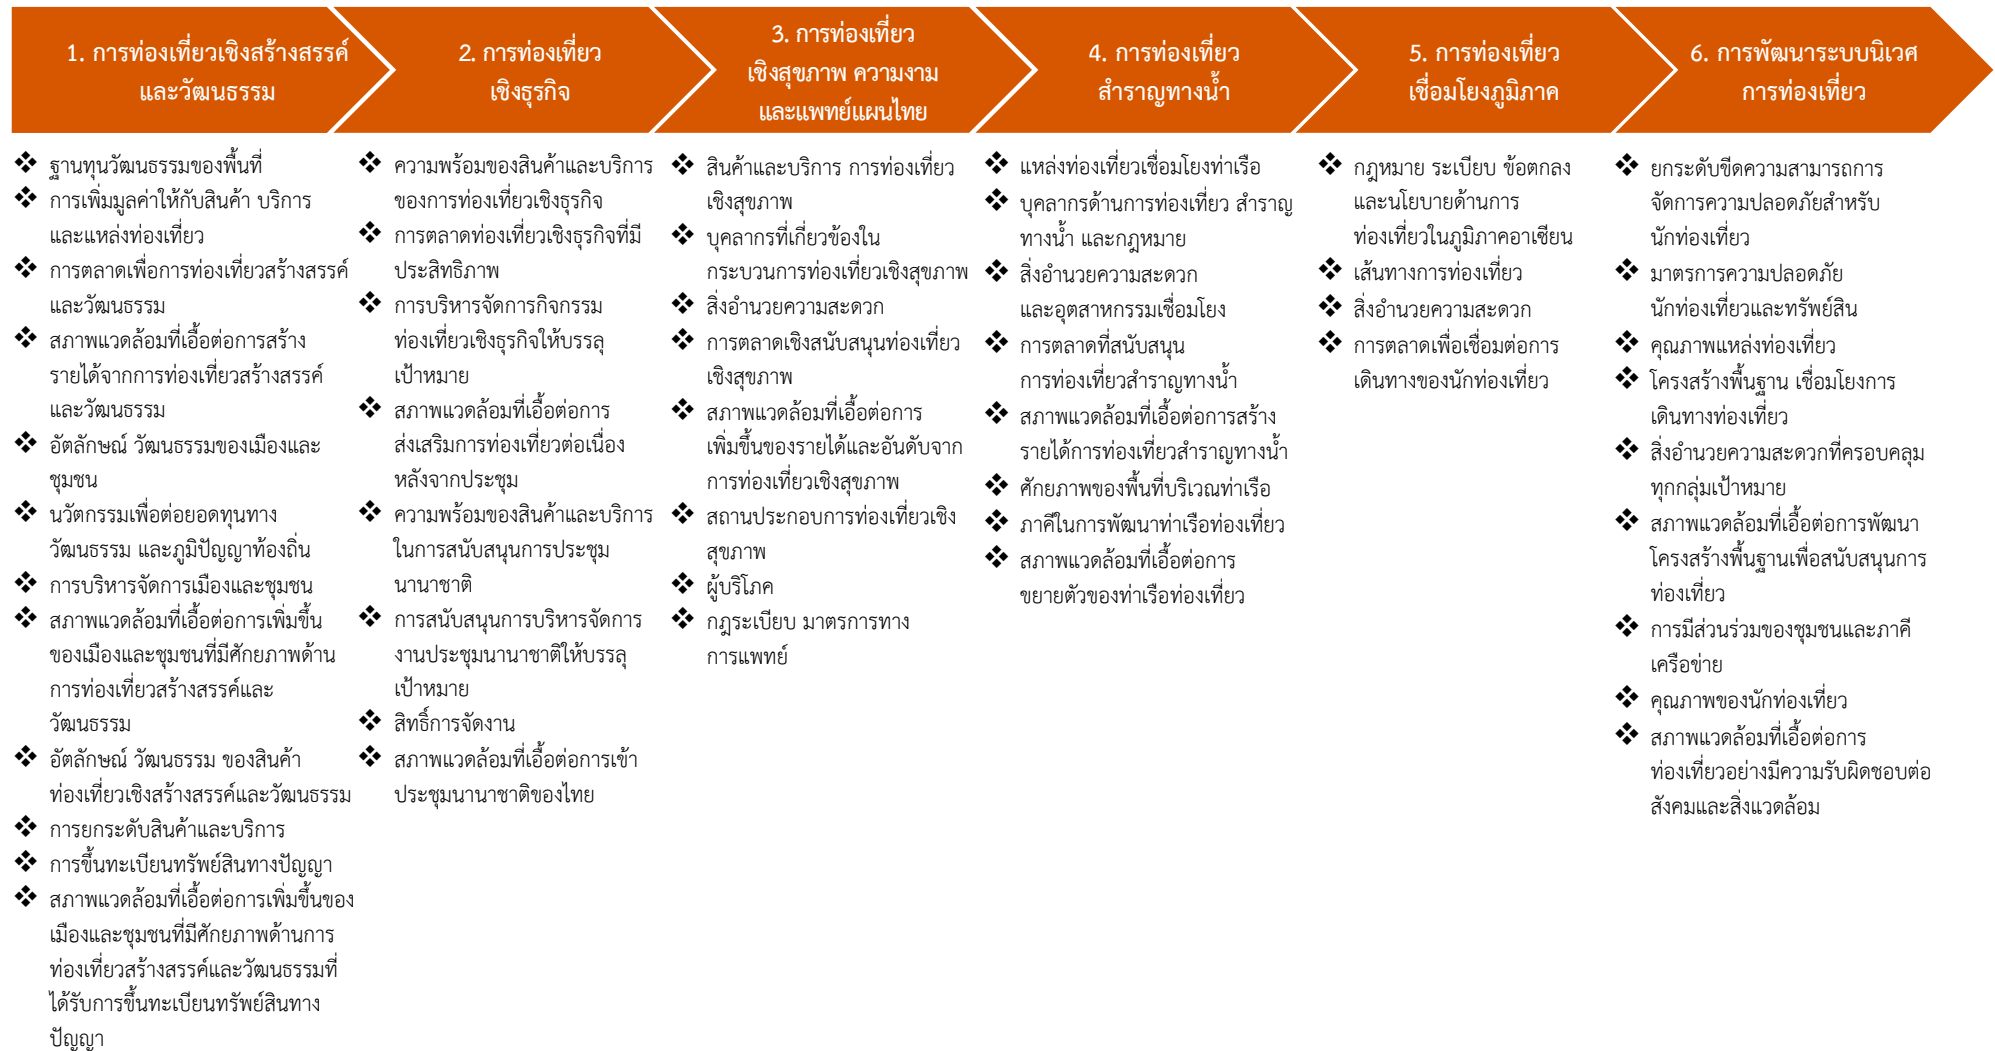 1. การท่องเที่ยวเชิงสร้างสรรค์
และวัฒนธรรม
2. การท่องเที่ยว
เชิงธุรกิจ
3. การท่องเที่ยว
เชิงสุขภาพ ความงาม
และแพทย์แผนไทย
4. การท่องเที่ยว
สำราญทางน้ำ
5. การท่องเที่ยว
เชื่อมโยงภูมิภาค
6. การพัฒนาระบบนิเวศ
การท่องเที่ยว
❖ ฐานทุนวัฒนธรรมของพื้นที่
❖ การเพิ่มมูลค่าให้กับสินค้า บริการ
และแหล่งท่องเที่ยว
❖ การตลาดเพื่อการท่องเที่ยวสร้างสรรค์
และวัฒนธรรม
❖ สภาพแวดล้อมที่เอื้อต่อการสร้าง
รายได้จากการท่องเที่ยวสร้างสรรค์
และวัฒนธรรม
❖ อัตลักษณ์ วัฒนธรรมของเมืองและ
ชุมชน
❖ นวัตกรรมเพื่อต่อยอดทุนทาง
วัฒนธรรม และภูมิปัญญาท้องถิ่น
❖ การบริหารจัดการเมืองและชุมชน
❖ สภาพแวดล้อมที่เอื้อต่อการเพิ่มขึ้น
ของเมืองและชุมชนที่มีศักยภาพด้าน
การท่องเที่ยวสร้างสรรค์และ
วัฒนธรรม
❖ อัตลักษณ์ วัฒนธรรม ของสินค้า
ท่องเที่ยวเชิงสร้างสรรค์และวัฒนธรรม
❖ การยกระดับสินค้าและบริการ
❖ การขึ้นทะเบียนทรัพย์สินทางปัญญา
❖ สภาพแวดล้อมที่เอื้อต่อการเพิ่มขึ้นของ
เมืองและชุมชนที่มีศักยภาพด้านการ
ท่องเที่ยวสร้างสรรค์และวัฒนธรรมที่
ได้รับการขึ้นทะเบียนทรัพย์สินทาง
ปัญญา
❖ ความพร้อมของสินค้าและบริการ
ของการท่องเที่ยวเชิงธุรกิจ
❖ การตลาดท่องเที่ยวเชิงธุรกิจที่มี
ประสิทธิภาพ
❖ การบริหารจัดการกิจกรรม
ท่องเที่ยวเชิงธุรกิจให้บรรลุ
เป้าหมาย
❖ สภาพแวดล้อมที่เอื้อต่อการ
ส่งเสริมการท่องเที่ยวต่อเนื่อง
หลังจากประชุม
❖ ความพร้อมของสินค้าและบริการ
ในการสนับสนุนการประชุม
นานาชาติ
❖ การสนับสนุนการบริหารจัดการ
งานประชุมนานาชาติให้บรรลุ
เป้าหมาย
❖ สิทธิ์การจัดงาน
❖ สภาพแวดล้อมที่เอื้อต่อการเข้า
ประชุมนานาชาติของไทย
❖ สินค้าและบริการ การท่องเที่ยว
เชิงสุขภาพ
❖ บุคลากรที่เกี่ยวข้องใน
กระบวนการท่องเที่ยวเชิงสุขภาพ
❖ สิ่งอำนวยความสะดวก
❖ การตลาดเชิงสนับสนุนท่องเที่ยว
เชิงสุขภาพ
❖ สภาพแวดล้อมที่เอื้อต่อการ
เพิ่มขึ้นของรายได้และอันดับจาก
การท่องเที่ยวเชิงสุขภาพ
❖ สถานประกอบการท่องเที่ยวเชิง
สุขภาพ
❖ ผู้บริโภค
❖ กฎระเบียบ มาตรการทาง
การแพทย์
❖ แหล่งท่องเที่ยวเชื่อมโยงท่าเรือ
❖ บุคลากรด้านการท่องเที่ยว สำราญ
ทางน้ำ และกฎหมาย
❖ สิ่งอำนวยความสะดวก
และอุตสาหกรรมเชื่อมโยง
❖ การตลาดที่สนับสนุน
การท่องเที่ยวสำราญทางน้ำ
❖ สภาพแวดล้อมที่เอื้อต่อการสร้าง
รายได้การท่องเที่ยวสำราญทางน้ำ
❖ ศักยภาพของพื้นที่บริเวณท่าเรือ
❖ ภาคีในการพัฒนาท่าเรือท่องเที่ยว
❖ สภาพแวดล้อมที่เอื้อต่อการ
ขยายตัวของท่าเรือท่องเที่ยว
❖ กฎหมาย ระเบียบ ข้อตกลง
และนโยบายด้านการ
ท่องเที่ยวในภูมิภาคอาเซียน
❖ เส้นทางการท่องเที่ยว
❖ สิ่งอำนวยความสะดวก
❖ การตลาดเพื่อเชื่อมต่อการ
เดินทางของนักท่องเที่ยว
❖ ยกระดับขีดความสามารถการ
จัดการความปลอดภัยสำหรับ
นักท่องเที่ยว
❖ มาตรการความปลอดภัย
นักท่องเที่ยวและทรัพย์สิน
❖ คุณภาพแหล่งท่องเที่ยว
❖ โครงสร้างพื้นฐาน เชื่อมโยงการ
เดินทางท่องเที่ยว
❖ สิ่งอำนวยความสะดวกที่ครอบคลุม
ทุกกลุ่มเป้าหมาย
❖ สภาพแวดล้อมที่เอื้อต่อการพัฒนา
โครงสร้างพื้นฐานเพื่อสนับสนุนการ
ท่องเที่ยว
❖ การมีส่วนร่วมของชุมชนและภาคี
เครือข่าย
❖ คุณภาพของนักท่องเที่ยว
❖ สภาพแวดล้อมที่เอื้อต่อการ
ท่องเที่ยวอย่างมีความรับผิดชอบต่อ
สังคมและสิ่งแวดล้อม